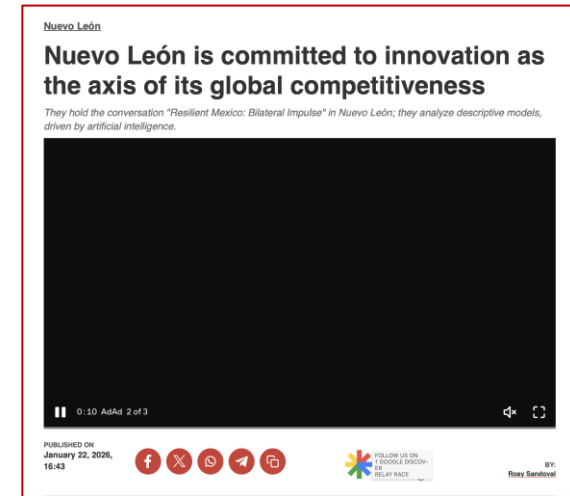 Nuevo León
Nuevo León is committed to innovation as
the axis of its global competitiveness
They hold the conversation "Resilient Mexico: Bilateral Impulse" in Nuevo León; they analyze descriptive models,
driven by artificial intelligence.
0:10 AdAd 2 of 3
PUBLISHED ON
January 22, 2026,
16:43
FOLLOW US ON
1 GOOGLE DISCOV-
ER
RELAY RACE
BY:
Rosy Sandoval